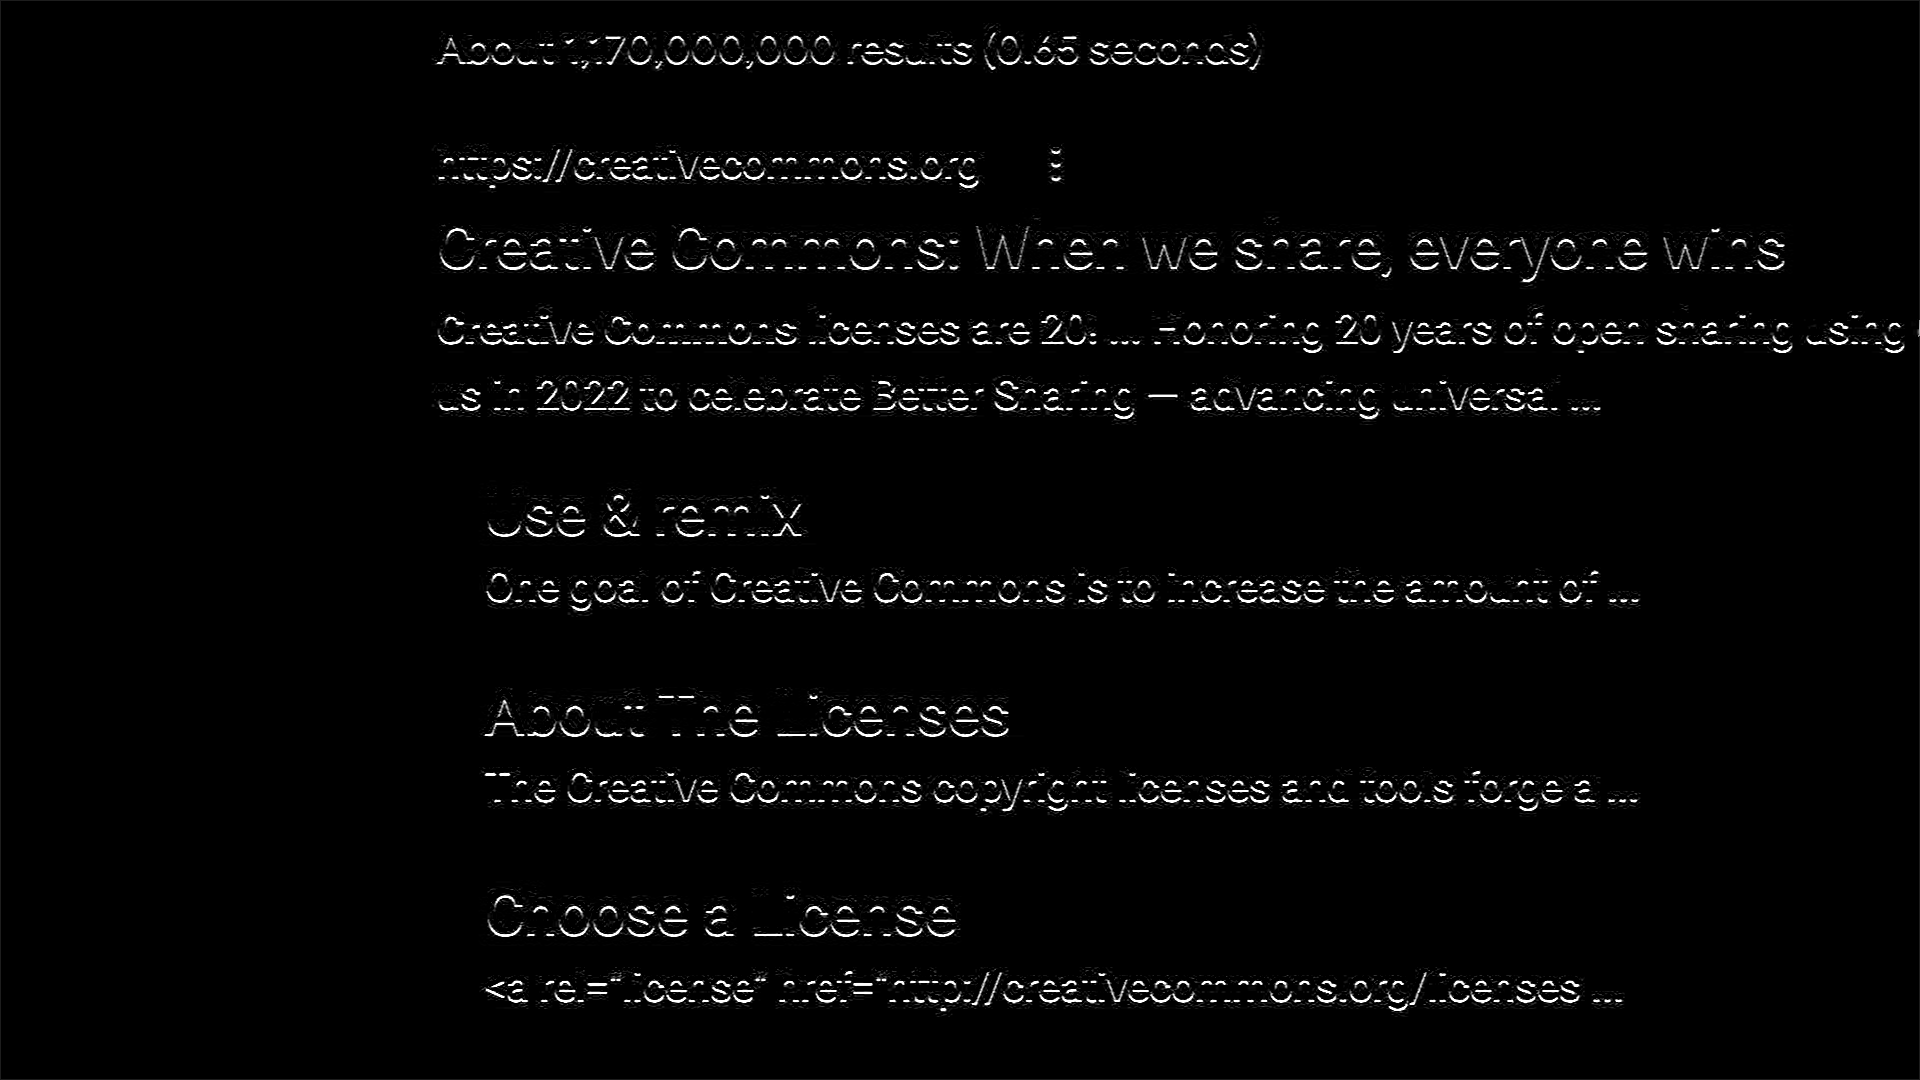 About 1,170,000,000 results (0.65 seconds)
https://creativecommons.org
Creative Commons: When we share, everyone wins
Creative Commons licenses are 20! ... Honoring 20 years of open sharing using
us in 2022 to celebrate Better Sharing — advancing universal ...
Use & remix
One goal of Creative Commons is to increase the amount of ...
About The Licenses
The Creative Commons copyright licenses and tools forge a ...
Choose a License
<a rel="license" href="http://creativecommons.org/licenses ...